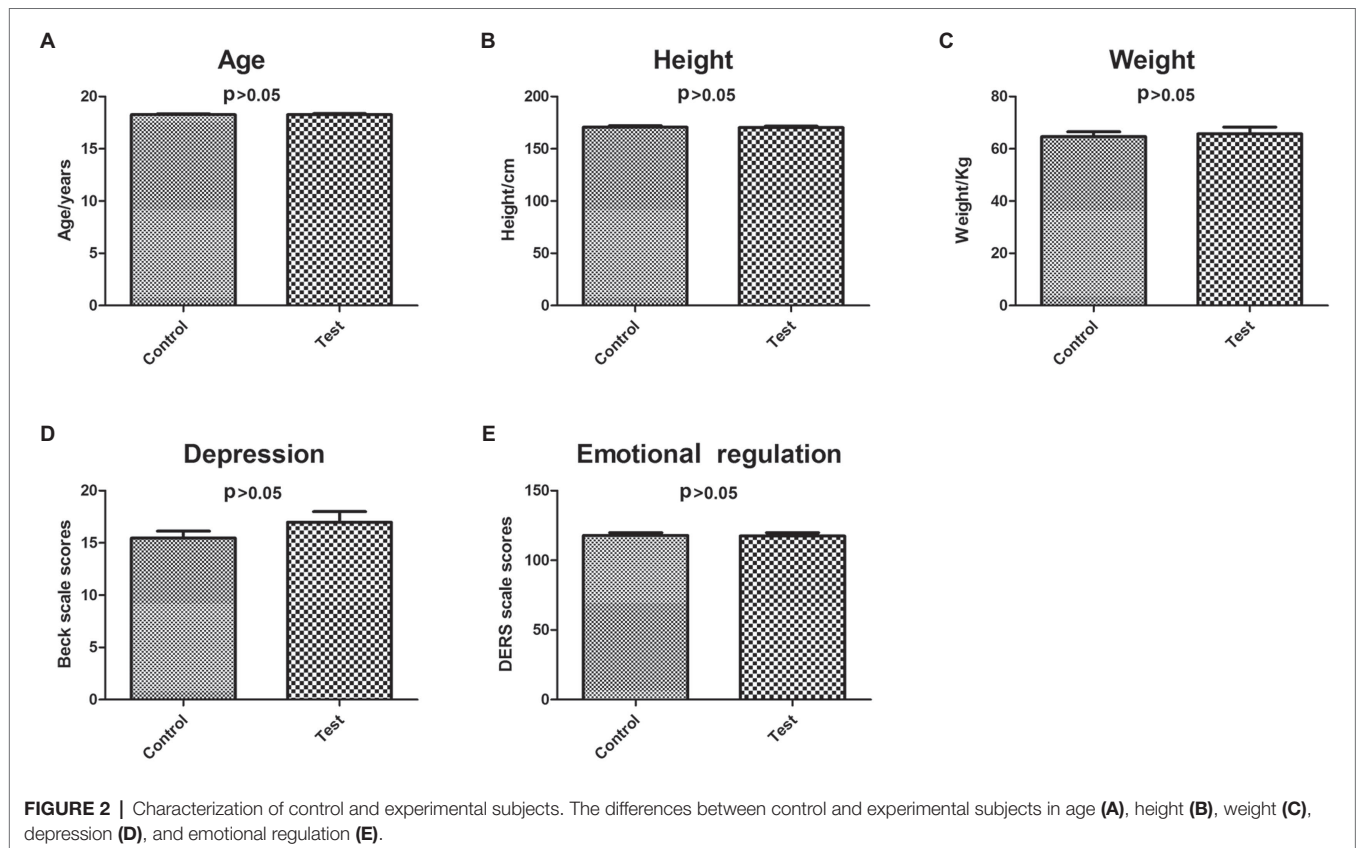 A
Age
p>0.05
20
15
10
5
0
Age/years
Control
Test
B
Height
p>0.05
200
150
100
50
0
Height/cm
Control
Test
C
Weight
p>0.05
80
60
40
20
0
Weight/Kg
Control
Test
D
Depression
p>0.05
20
15
10
5
0
Beck scale scores
Control
Test
E
Emotional regulation
p>0.05
150
100
50
0
DERS scale scores
Control
Test
FIGURE 2 | Characterization of control and experimental subjects. The differences between control and experimental subjects in age (A), height (B), weight (C),
depression (D), and emotional regulation (E).